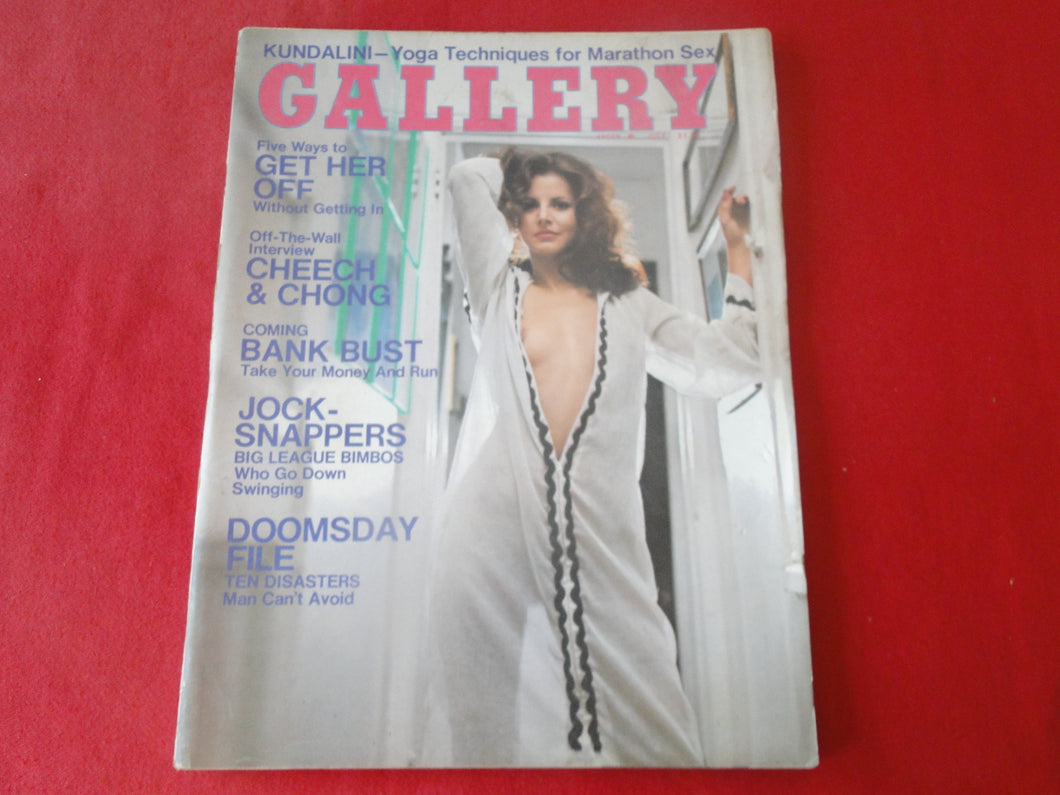 KUNDALINI—Yoga Techniques for Marathon Sex
GALLERY
Five Ways to
GET HER
OFF
Without Getting In
Off-The-Wall
Interview
CHEECH
& CHONG
COMING
BANK BUST
Take Your Money And Run
JOCK-
SNAPPERS
BIG LEAGUE BIMBOS
Who Go Down
Swinging
DOOMSDAY
FILE
TEN DISASTERS
Man Can't Avoid